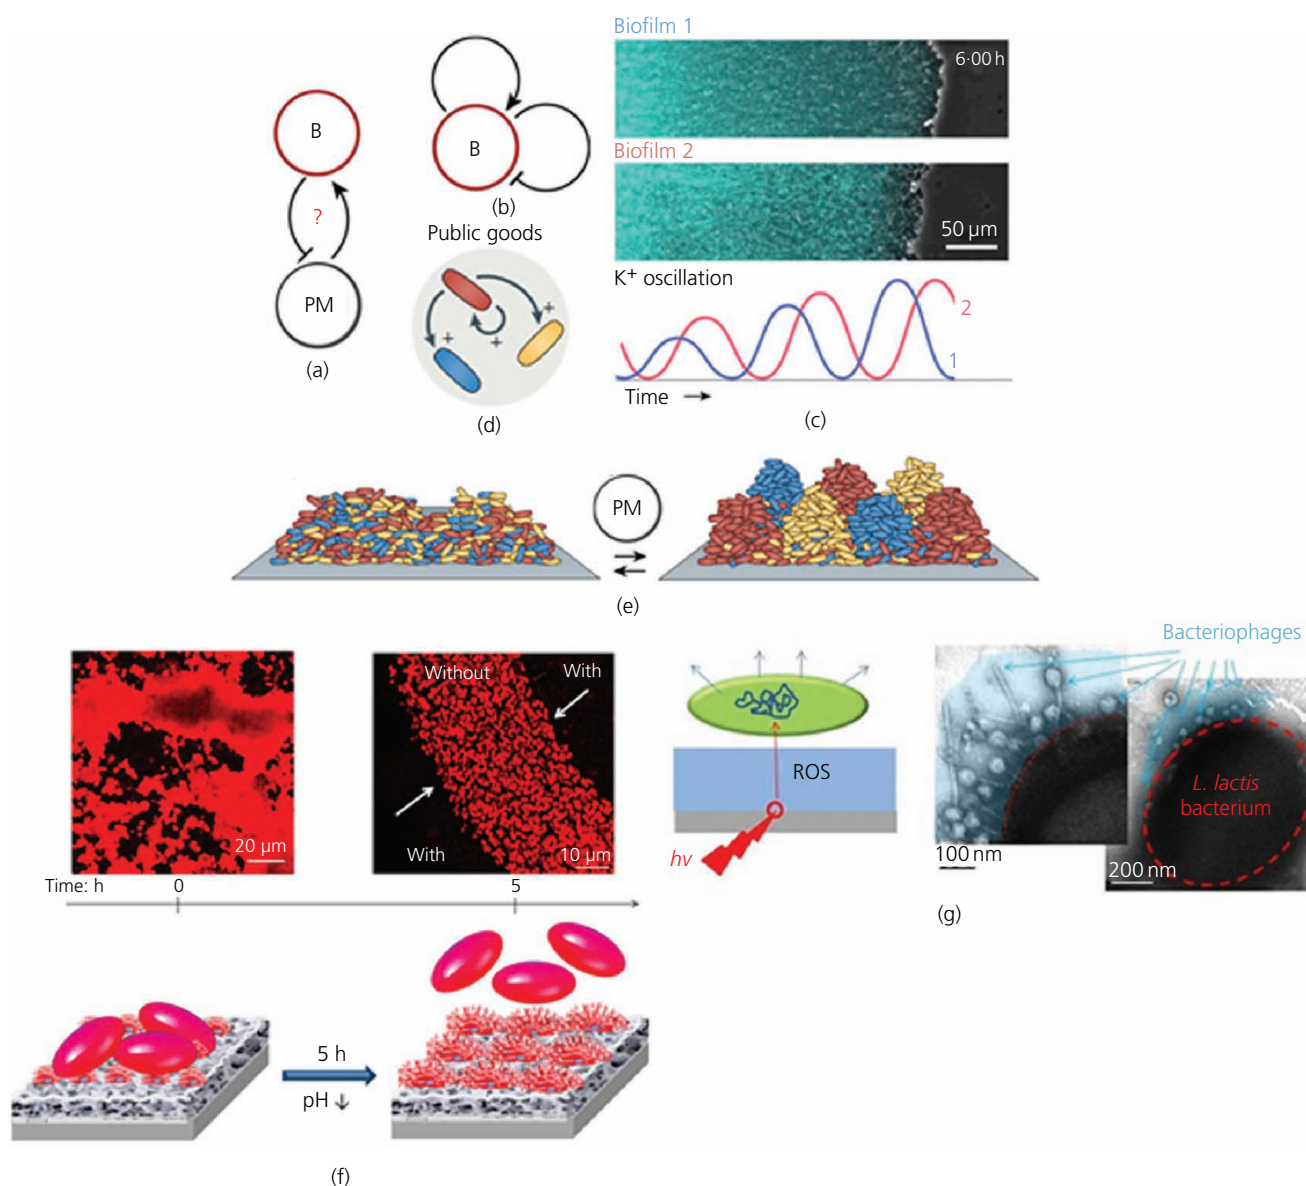 B
?
PM
(a)
B
(b)
Public goods
+
+
+
(d)
Biofilm 1
6·00 h
Biofilm 2
50 µm
K+ oscillation
2
1
Time
(c)
PM
(e)
20 µm
Without
With
With
10 µm
Time: h
0
5
5 h
pH
(f)
ROS
hv
Bacteriophages
L. lactis
bacterium
100 nm
200 nm
(g)